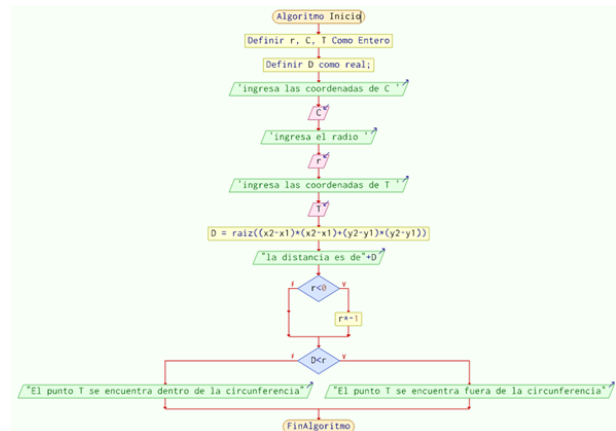 Algoritmo Inicio
Definir r, C, T Como Entero
Definir D como real;
'ingresa las coordenadas de C '
C
'ingresa el radio '
r
'ingresa las coordenadas de T '
T
D = raiz((x2-x1)*(x2-x1)+(y2-y1)*(y2-y1))
"la distancia es de"+D
F r<0 V
r*-1
F D<r V
"El punto T se encuentra dentro de la circunferencia" "El punto T se encuentra fuera de la circunferencia"
FinAlgoritmo